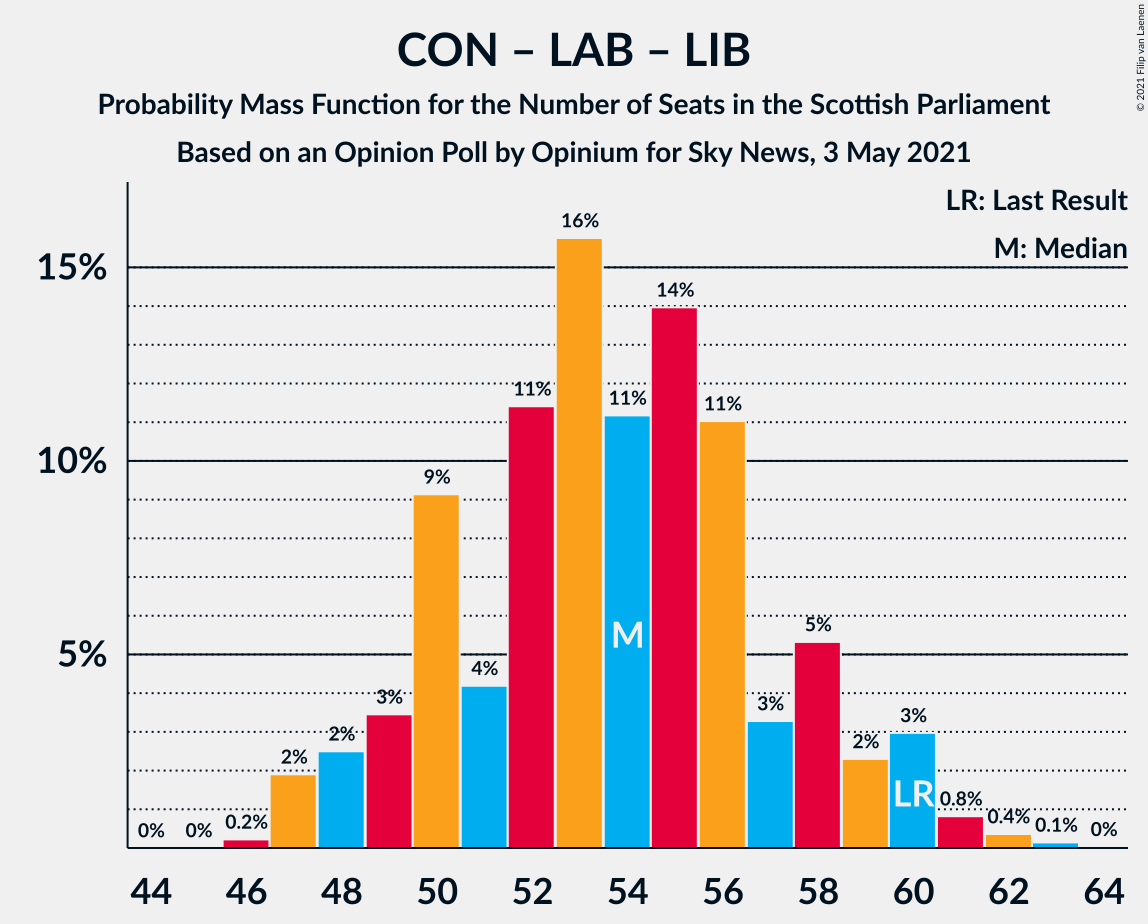 CON – LAB – LIB
Probability Mass Function for the Number of Seats in the Scottish Parliament
Based on an Opinion Poll by Opinium for Sky News, 3 May 2021
© 2021 Filip van Laenen
LR: Last Result
M: Median
15%
10%
5%
0%
0%
0.2%
2%
2%
3%
9%
4%
11%
16%
11%
14%
11%
3%
5%
2%
3%
0.8%
0.4%
0.1%
0%
M
LR
44 46 48 50 52 54 56 58 60 62 64